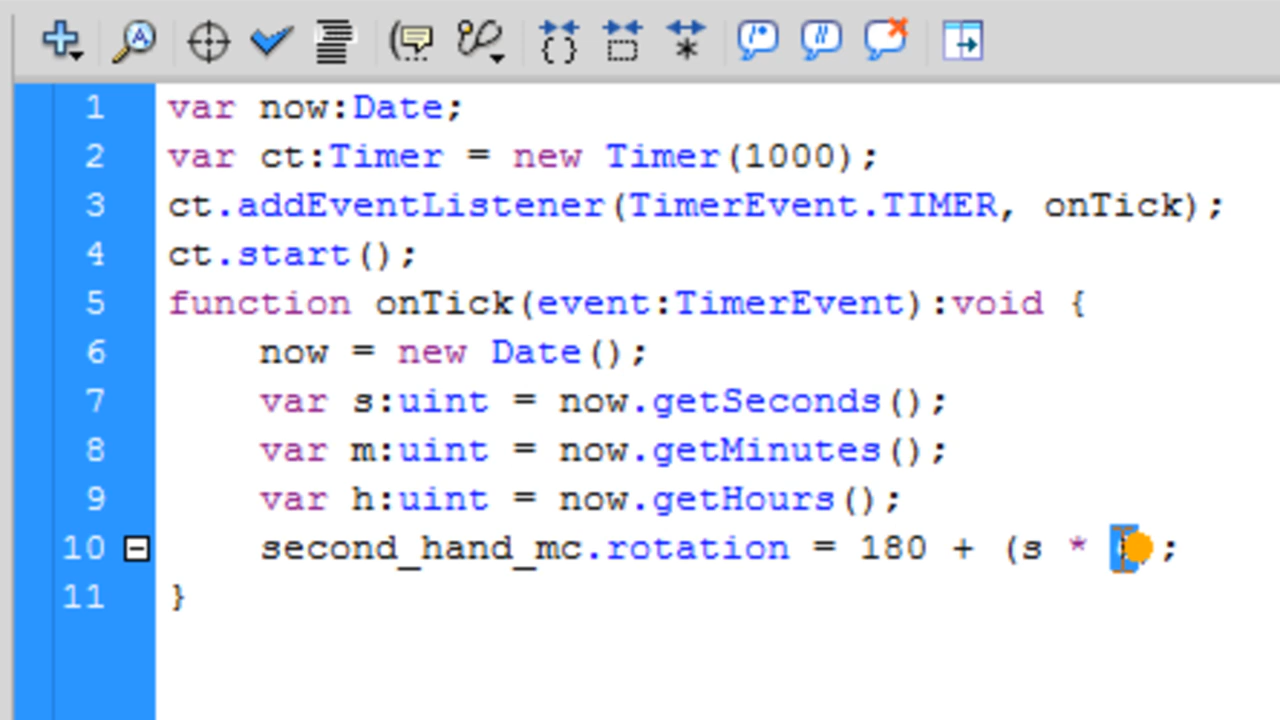 1 var now:Date;
2 var ct:Timer = new Timer(1000);
3 ct.addEventListener(TimerEvent.TIMER, onTick);
4 ct.start();
5 function onTick(event:TimerEvent):void {
6 now = new Date();
7 var s:uint = now.getSeconds();
8 var m:uint = now.getMinutes();
9 var h:uint = now.getHours();
10 second_hand_mc.rotation = 180 + (s * );
11 }